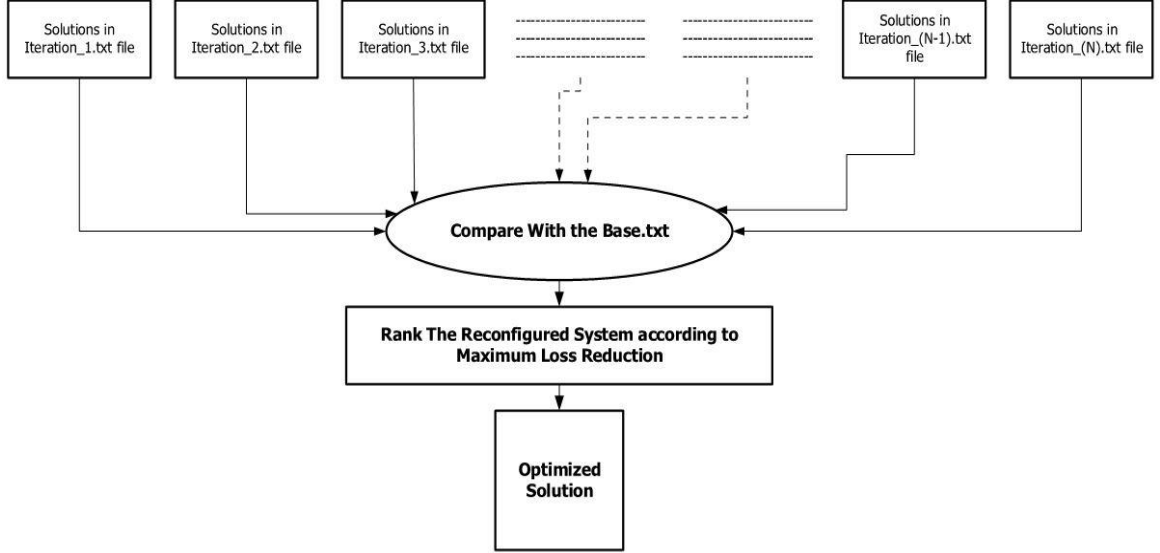 Solutions in
Iteration_1.txt file
Solutions in
Iteration_2.txt file
Solutions in
Iteration_3.txt file
Solutions in
Iteration_(N-1).txt
file
Solutions in
Iteration_(N).txt file
Compare With the Base.txt
Rank The Reconfigured System according to
Maximum Loss Reduction
Optimized
Solution